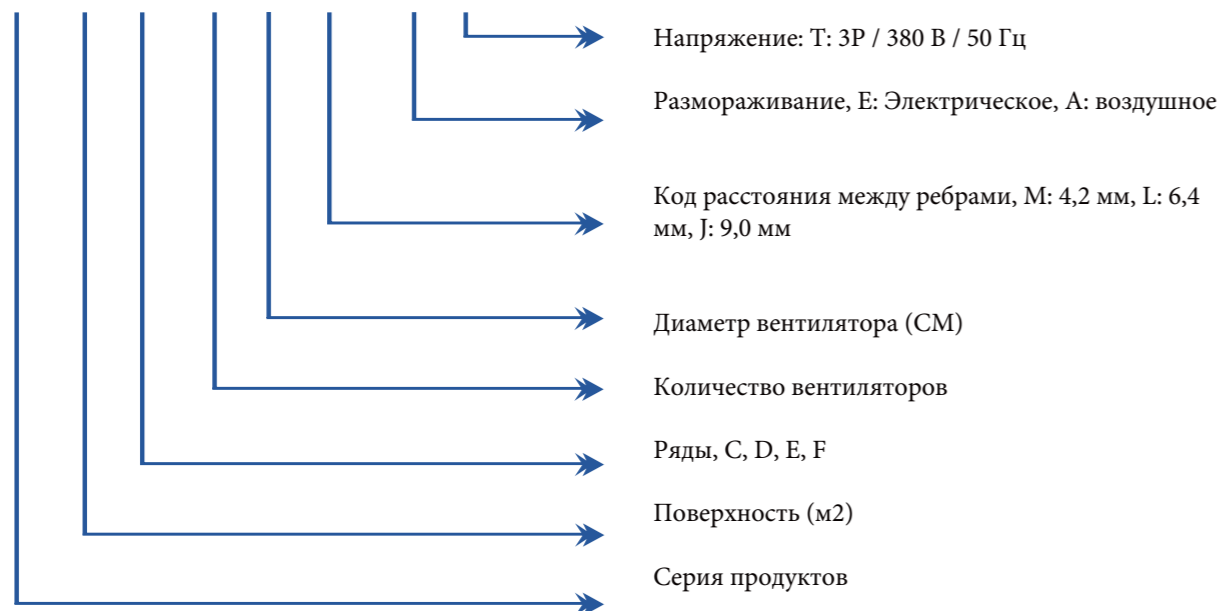 Напряжение: T: 3P / 380 В / 50 Гц
Размораживание, E: Электрическое, A: воздушное
Код расстояния между ребрами, M: 4,2 мм, L: 6,4
мм, J: 9,0 мм
Диаметр вентилятора (СМ)
Количество вентиляторов
Ряды, C, D, E, F
Поверхность (м2)
Серия продуктов